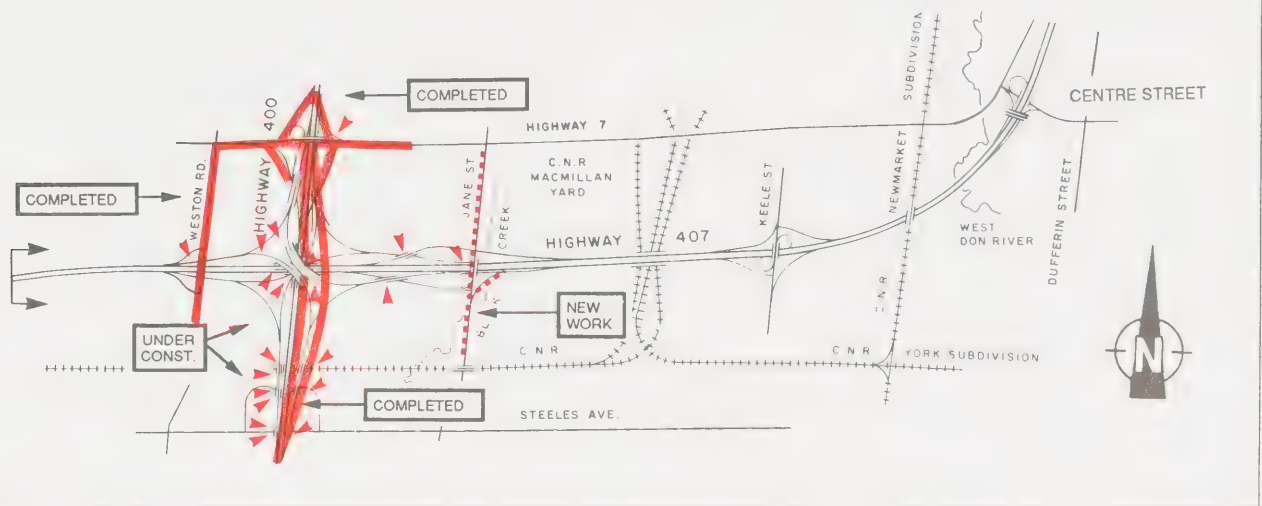 COMPLETED
400
HIGHWAY
WESTON RD.
COMPLETED
HIGHWAY 7
C.N.R
MACMILLAN
YARD
JANE ST
CREEK
HIGHWAY 407
KEELE ST
C.N.R NEWMARKET SUBDIVISION
WEST
DON RIVER
CENTRE STREET
DUFFERIN STREET
NEW
WORK
UNDER
CONST.
C N R
C N R YORK SUBDIVISION
COMPLETED
STEELES AVE.
N